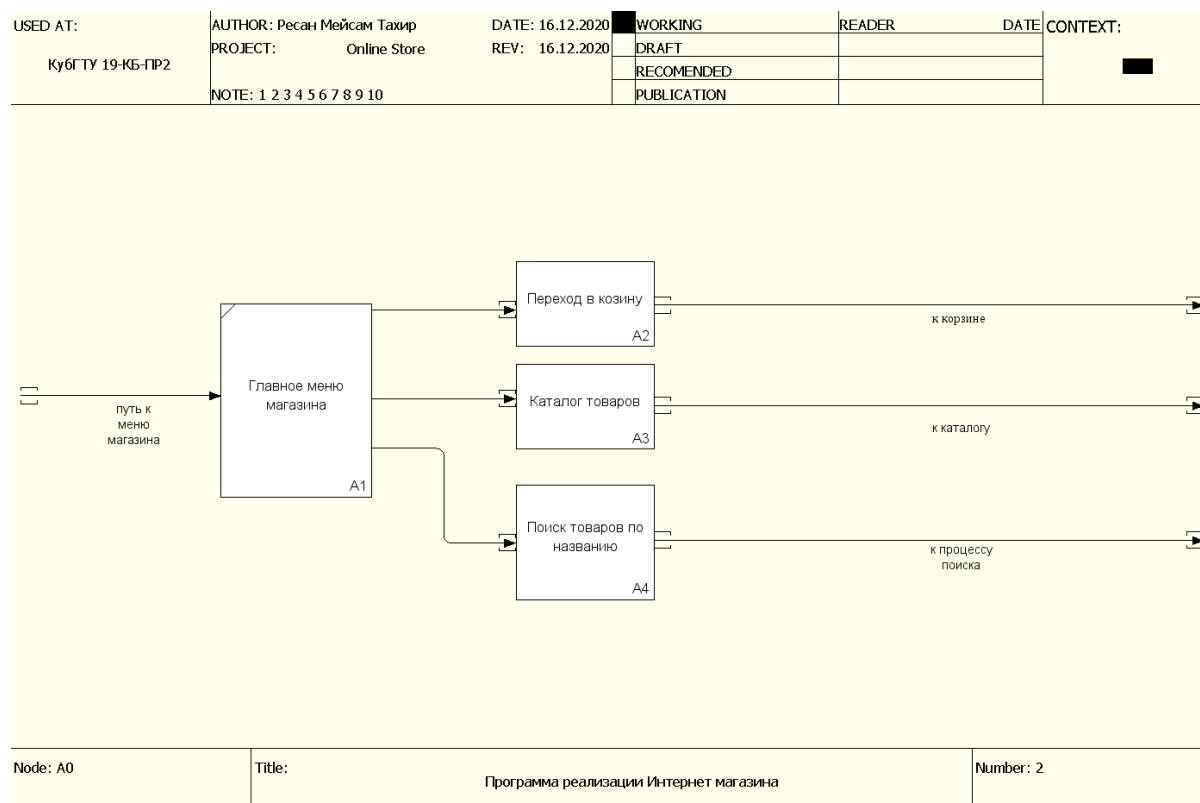 USED AT:
КубГТУ 19-КБ-ПР2
AUTHOR: Ресан Мейсам Тахир
DATE: 16.12.2020
PROJECT: Online Store
REV: 16.12.2020
NOTE: 1 2 3 4 5 6 7 8 9 10
WORKING
DRAFT
RECOMENDED
PUBLICATION
READER DATE
CONTEXT:
путь к
меню
магазина
Главное меню
магазина
A1
Переход в козину
A2
к корзине
Каталог товаров
A3
к каталогу
Поиск товаров по
названию
A4
к процессу
поиска
Node: A0
Title:
Программа реализации Интернет магазина
Number: 2